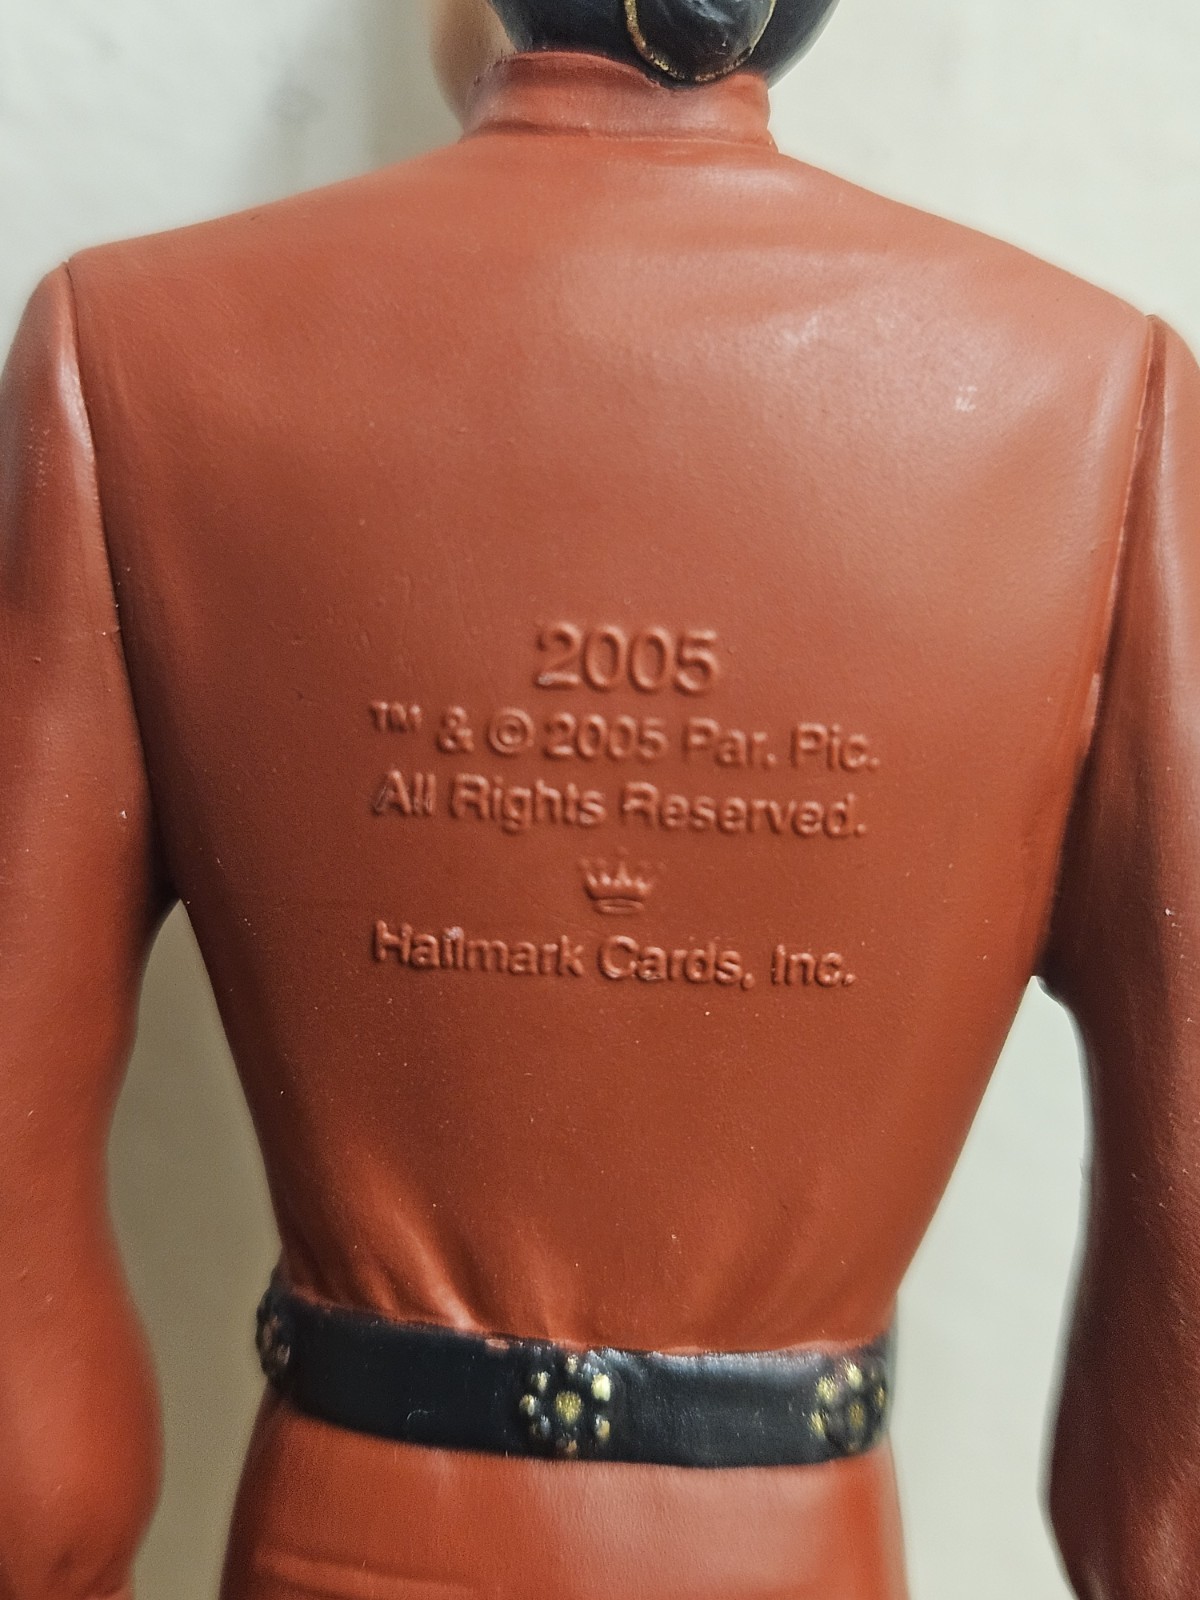 2005
™ & © 2005 Par. Pic.
All Rights Reserved.
Hallmark Cards, Inc.